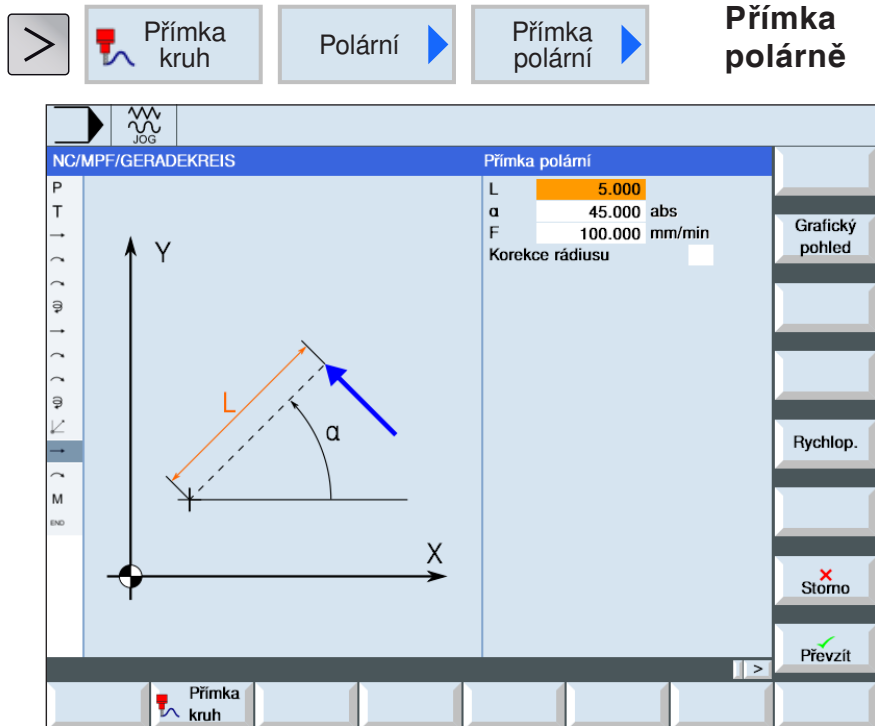 >
Přímka
kruh
Polární
Přímka
polární
Přímka
polárně
JOG
NC/MPF/GERADEKREIS
Přímka polární
P
T
M
END
Y
L
α
X
L 5.000
α 45.000 abs
F 100.000 mm/min
Korekce rádiusu
Grafický
pohled
Rychlop.
Storno
Převzít
>
Přímka
kruh